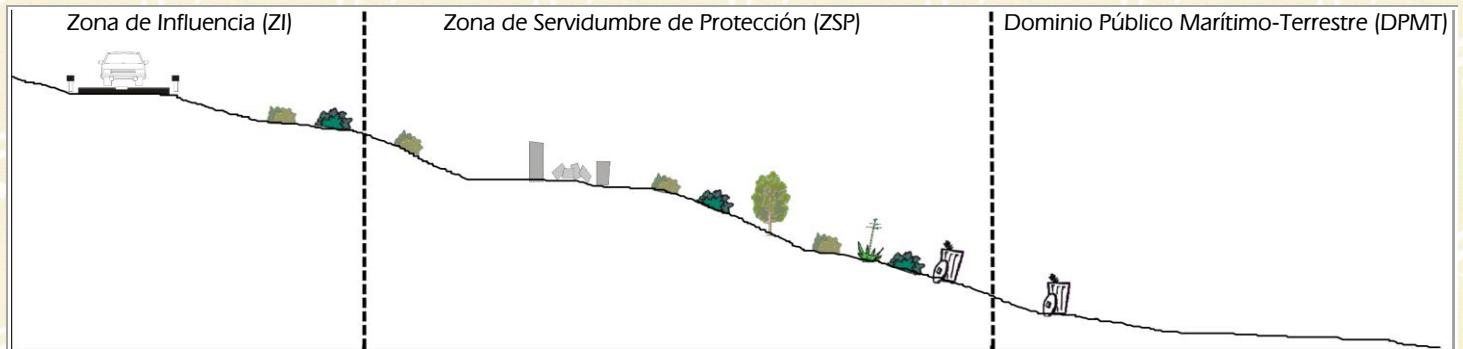 Zona de Influencia (ZI)
Zona de Servidumbre de Protección (ZSP)
Dominio Público Marítimo-Terrestre (DPMT)